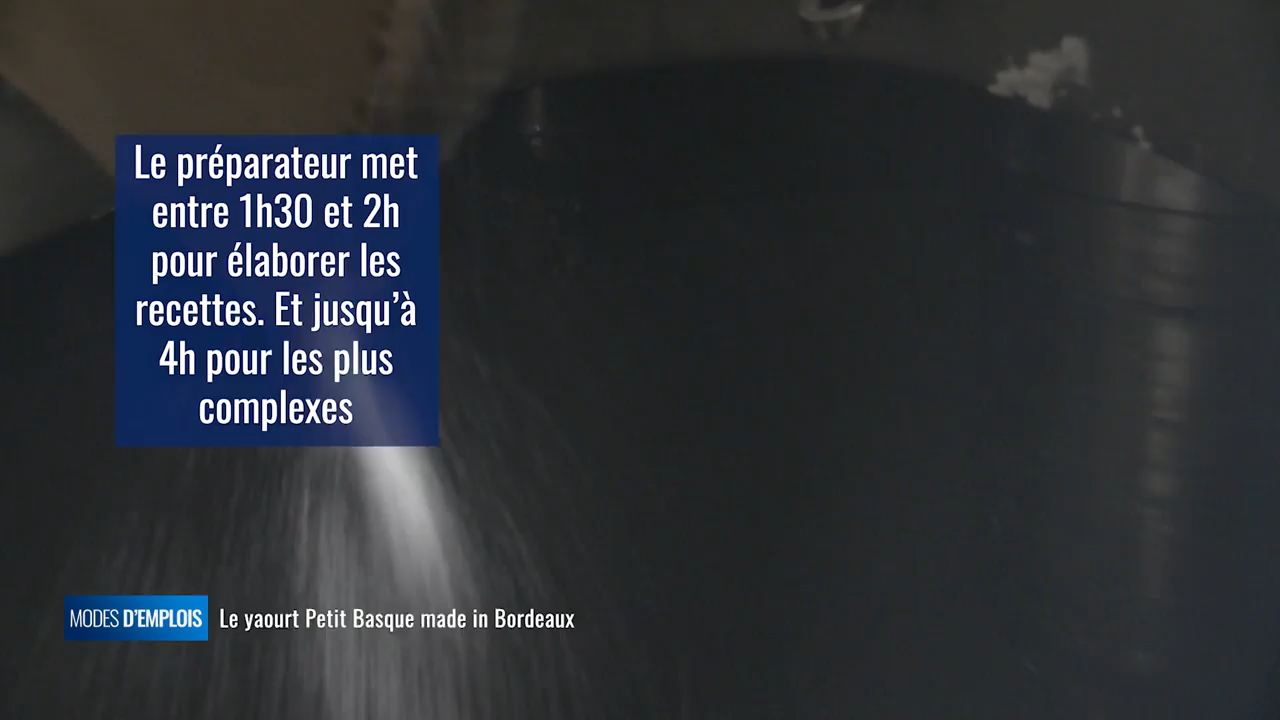 Le préparateur met
entre 1h30 et 2h
pour élaborer les
recettes. Et jusqu’à
4h pour les plus
complexes
MODES D’EMPLOIS Le yaourt Petit Basque made in Bordeaux